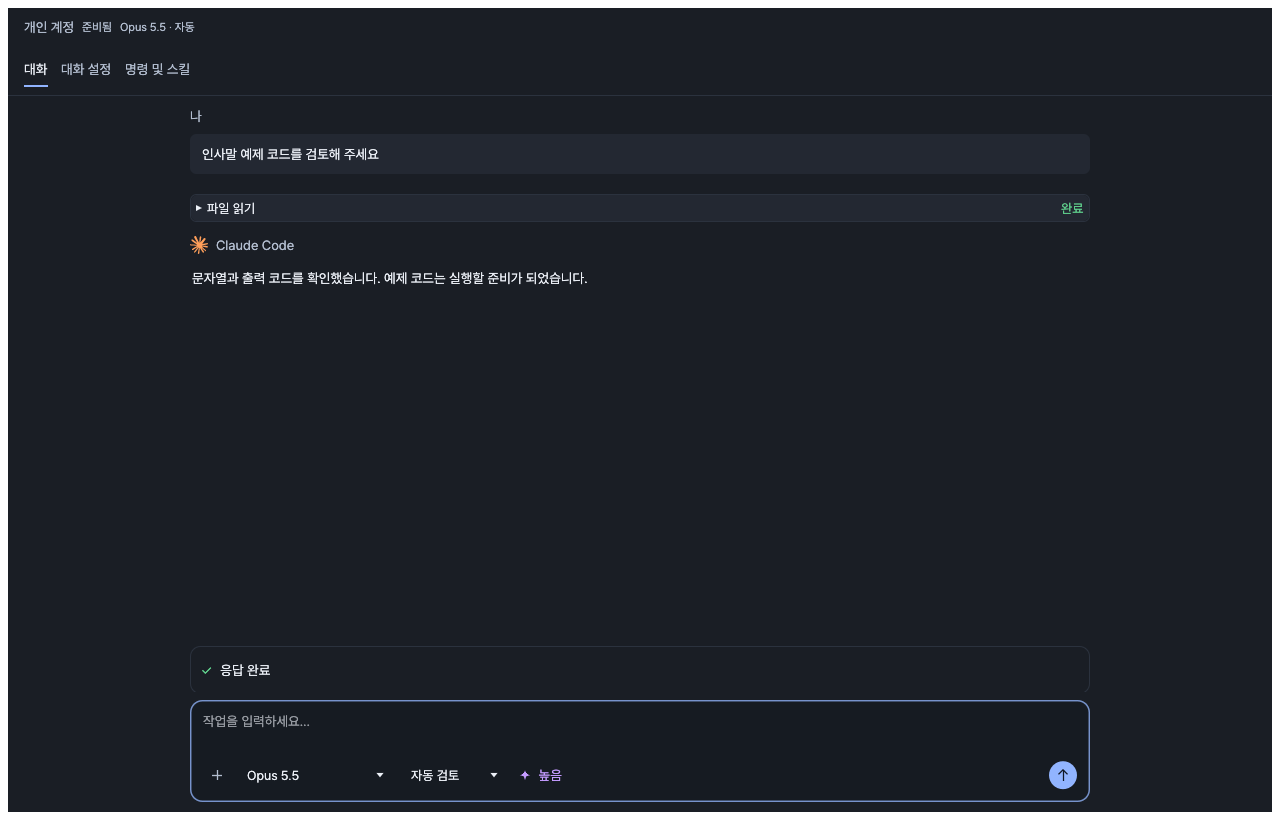 개인 계정 준비됨 Opus 5.5 · 자동
대화 대화 설정 명령 및 스킬
나
인사말 예제 코드를 검토해 주세요
파일 읽기 완료
Claude Code
문자열과 출력 코드를 확인했습니다. 예제 코드는 실행할 준비가 되었습니다.
응답 완료
작업을 입력하세요...
Opus 5.5 자동 검토 높음